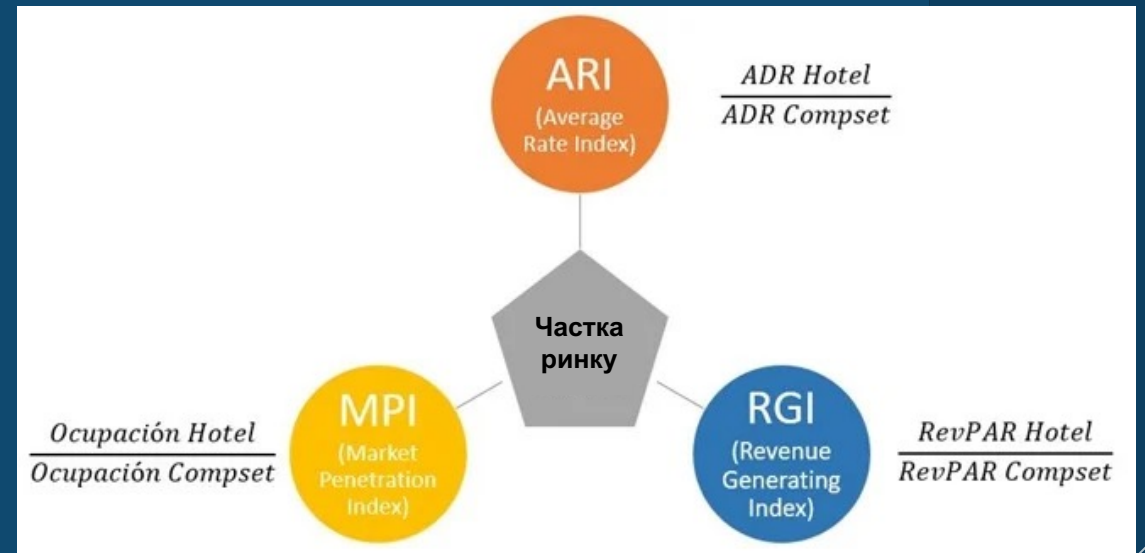 ARI
(Average
Rate Index)
ADR Hotel
ADR Compset
Частка
ринку
MPI
(Market
Penetration
Index)
Ocupación Hotel
Ocupación Compset
RGI
(Revenue
Generating
Index)
RevPAR Hotel
RevPAR Compset